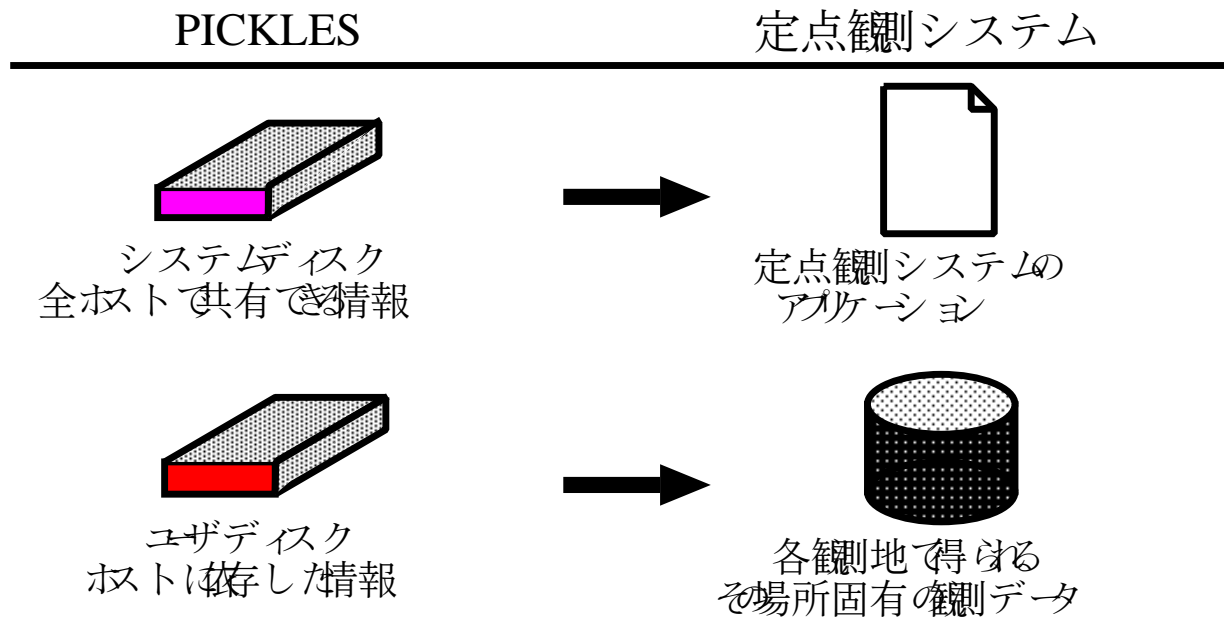 PICKLES
定点観測システム
システムディスク
全ホストで共有できる情報
定点観測システムの
アプリケーション
ユーザディスク
ホストに依存した情報
各観測地で得られる
その場所固有の観測データ